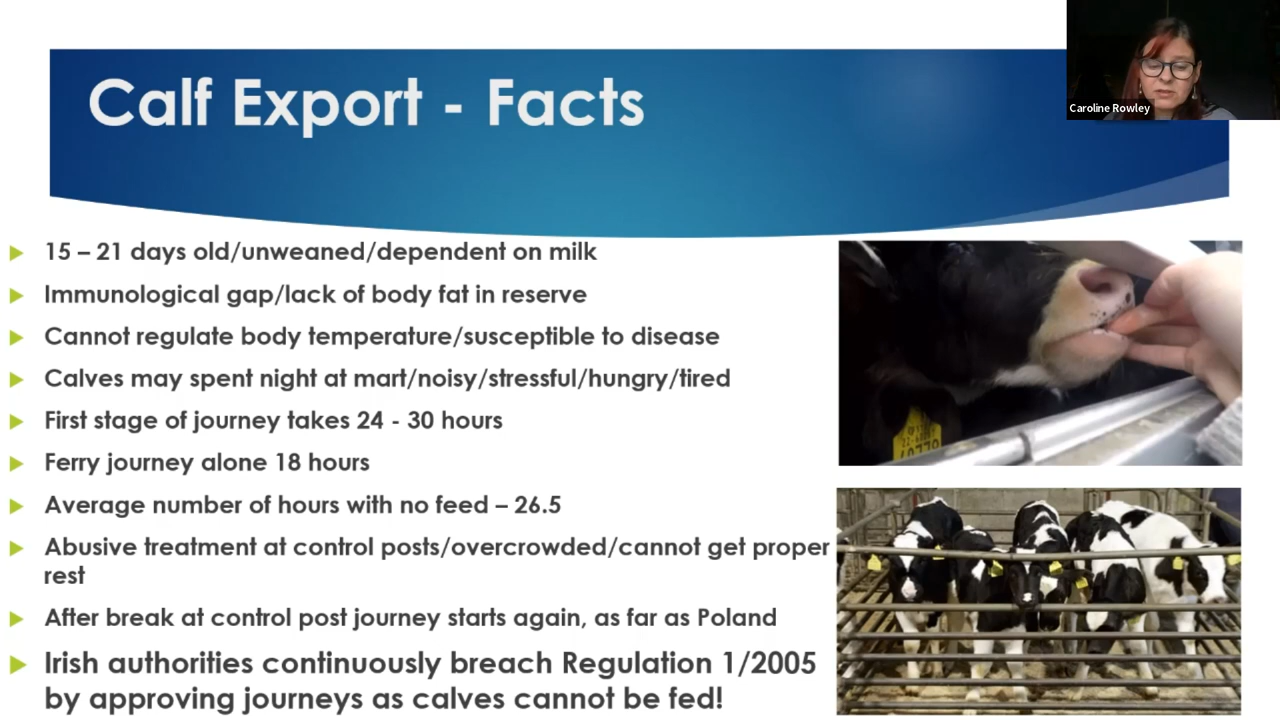 Calf Export - Facts
Caroline Rowley
15 – 21 days old/unweaned/dependent on milk
Immunological gap/lack of body fat in reserve
Cannot regulate body temperature/susceptible to disease
Calves may spent night at mart/noisy/stressful/hungry/tired
First stage of journey takes 24 - 30 hours
Ferry journey alone 18 hours
Average number of hours with no feed – 26.5
Abusive treatment at control posts/overcrowded/cannot get proper
rest
After break at control post journey starts again, as far as Poland
Irish authorities continuously breach Regulation 1/2005
by approving journeys as calves cannot be fed!